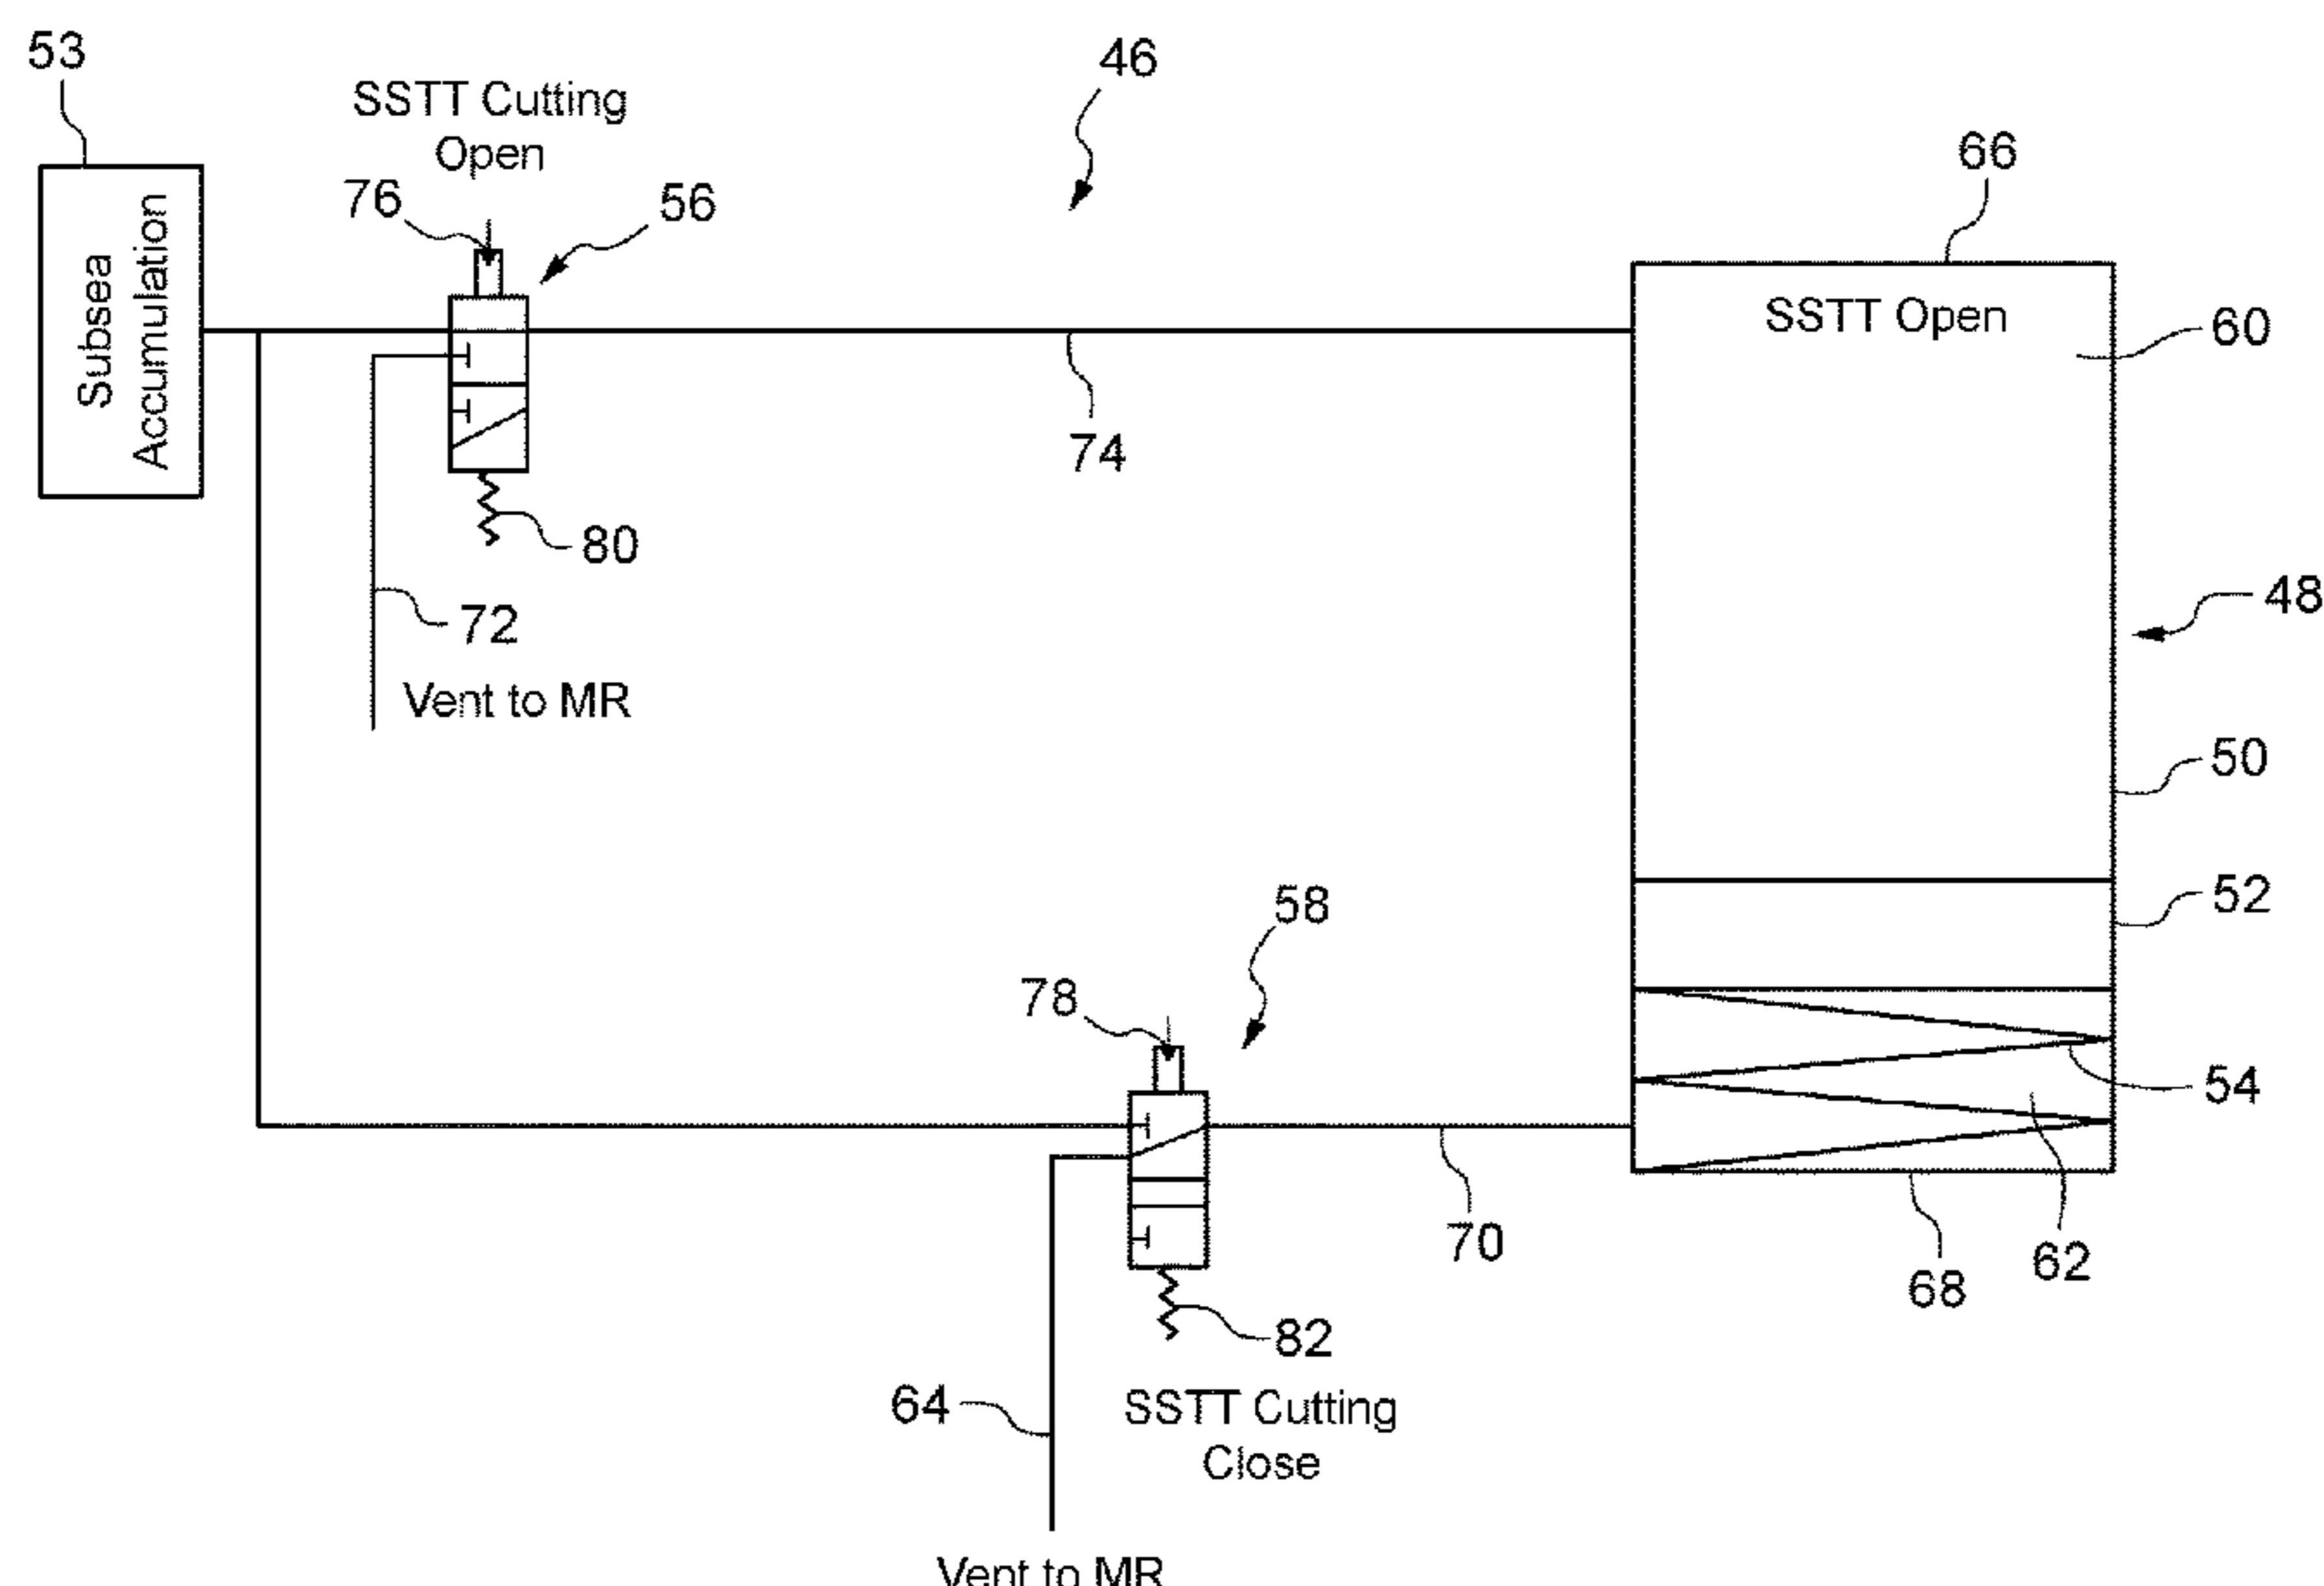 53
SSTT Cutting
Open
46
66
76
56
Subsea
Accumulation
SSTT Open
60
74
80
48
72
Vent to MR
50
58
52
78
54
70
62
68
82
64
SSTT Cutting
Close
Vent to MR